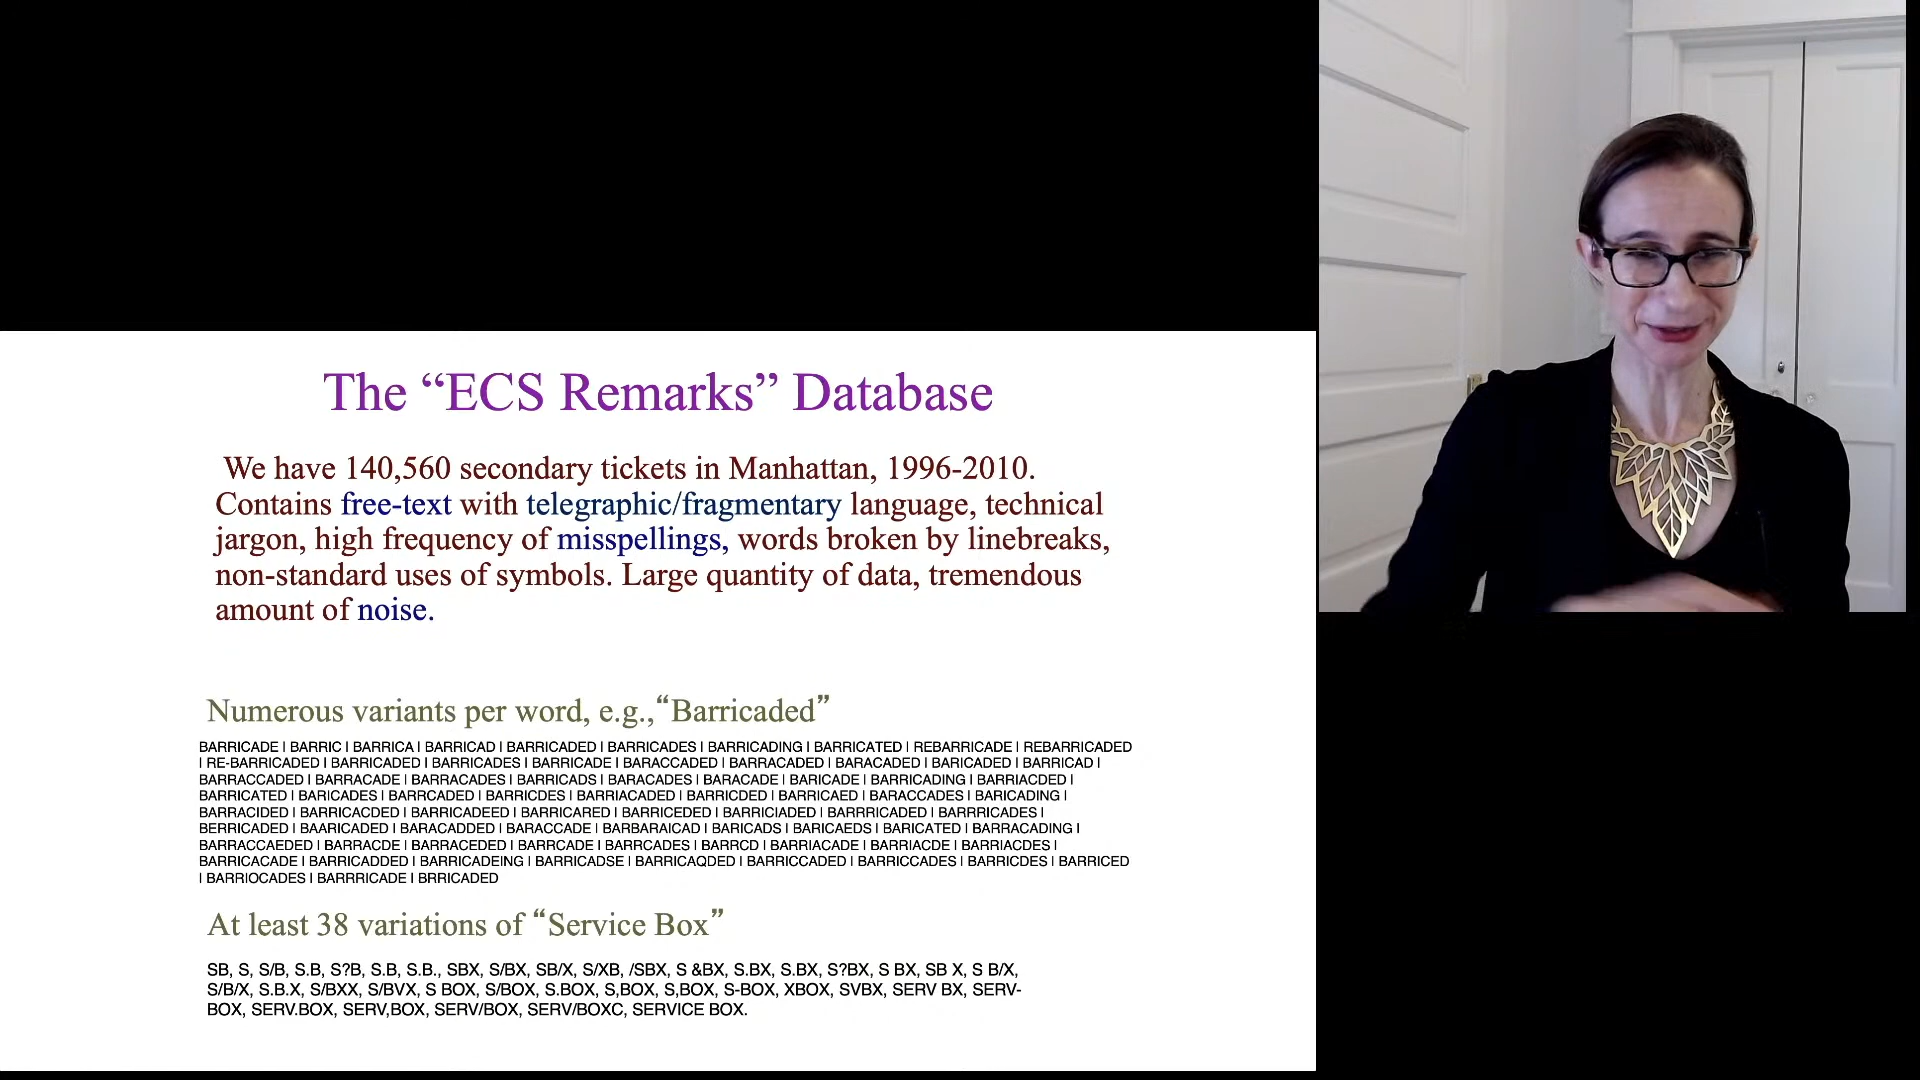 The “ECS Remarks” Database
We have 140,560 secondary tickets in Manhattan, 1996-2010.
Contains free-text with telegraphic/fragmentary language, technical
jargon, high frequency of misspellings, words broken by linebreaks,
non-standard uses of symbols. Large quantity of data, tremendous
amount of noise.
Numerous variants per word, e.g.,“Barricaded”
BARRICADE | BARRIC | BARRICA | BARRICAD | BARRICADED | BARRICADES | BARRICADING | BARRICATED | REBARRICADE | REBARRICADED
| RE-BARRICADED | BARRICADED | BARRICADES | BARRICADE | BARACCADED | BARRACADED | BARACADED | BARICADED | BARRICAD |
BARRACCADED | BARRACADE | BARRACADES | BARRICADS | BARACADES | BARACADE | BARICADE | BARRICADING | BARRIACDED |
BARRICATED | BARICADES | BARRCADED | BARRICDES | BARRIACADED | BARRICDED | BARRICAED | BARACCADES | BARICADING |
BARRACIDED | BARRICACDED | BARRICADEED | BARRICARED | BARRICEDED | BARRICIADED | BARRRICADED | BARRRICADES |
BERRICADED | BAARICADED | BARACADDED | BARACCADE | BARBARAICAD | BARICADS | BARICAEDS | BARICATED | BARRACADING |
BARRACCAEDED | BARRACDE | BARRACEDED | BARRCADE | BARRCADES | BARRCD | BARRIACADE | BARRIACDE | BARRIACDES |
BARRICACADE | BARRICADDED | BARRICADEING | BARRICADSE | BARRICAQDED | BARRICCADED | BARRICCADES | BARRICDES | BARRICED
| BARRIOCADES | BARRRICADE | BRRICADED
At least 38 variations of “Service Box”
SB, S, S/B, S.B, S?B, S.B, S.B., SBX, S/BX, SB/X, S/XB, /SBX, S &BX, S.BX, S.BX, S?BX, S BX, SB X, S B/X,
S/B/X, S.B.X, S/BXX, S/BVX, S BOX, S/BOX, S.BOX, S,BOX, S,BOX, S-BOX, XBOX, SVBX, SERV BX, SERV-
BOX, SERV.BOX, SERV,BOX, SERV/BOX, SERV/BOXC, SERVICE BOX.